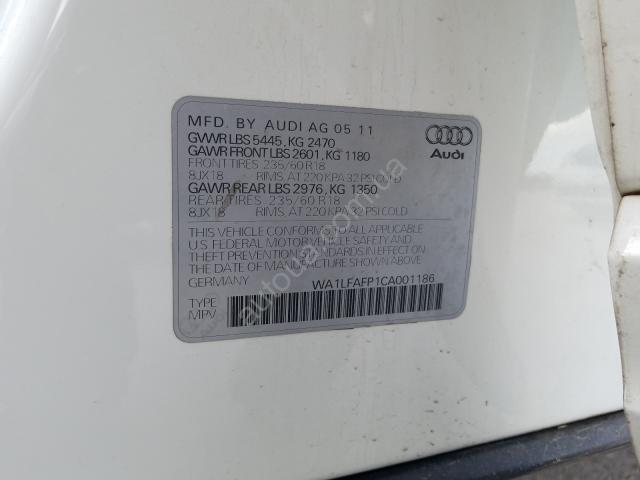 MFD. BY AUDI AG 05 11
GVWR LBS 5445, KG 2470
GAWR FRONT LBS 2601, KG 1180
FRONT TIRES 235/60 R18
8JX18 RIMS, AT 220 KPA 32 PSI COLD
GAWR REAR LBS 2976, KG 1350
REAR TIRES 235/60 R18
8JX18 RIMS, AT 220 KPA 32 PSI COLD
Audi
THIS VEHICLE CONFORMS TO ALL APPLICABLE
U.S. FEDERAL MOTOR VEHICLE SAFETY AND
THEFT PREVENTION STANDARDS IN EFFECT ON
THE DATE OF MANUFACTURE SHOWN ABOVE
GERMANY WA1LFAFP1CA001186
TYPE
MPV
autoua.com.ua